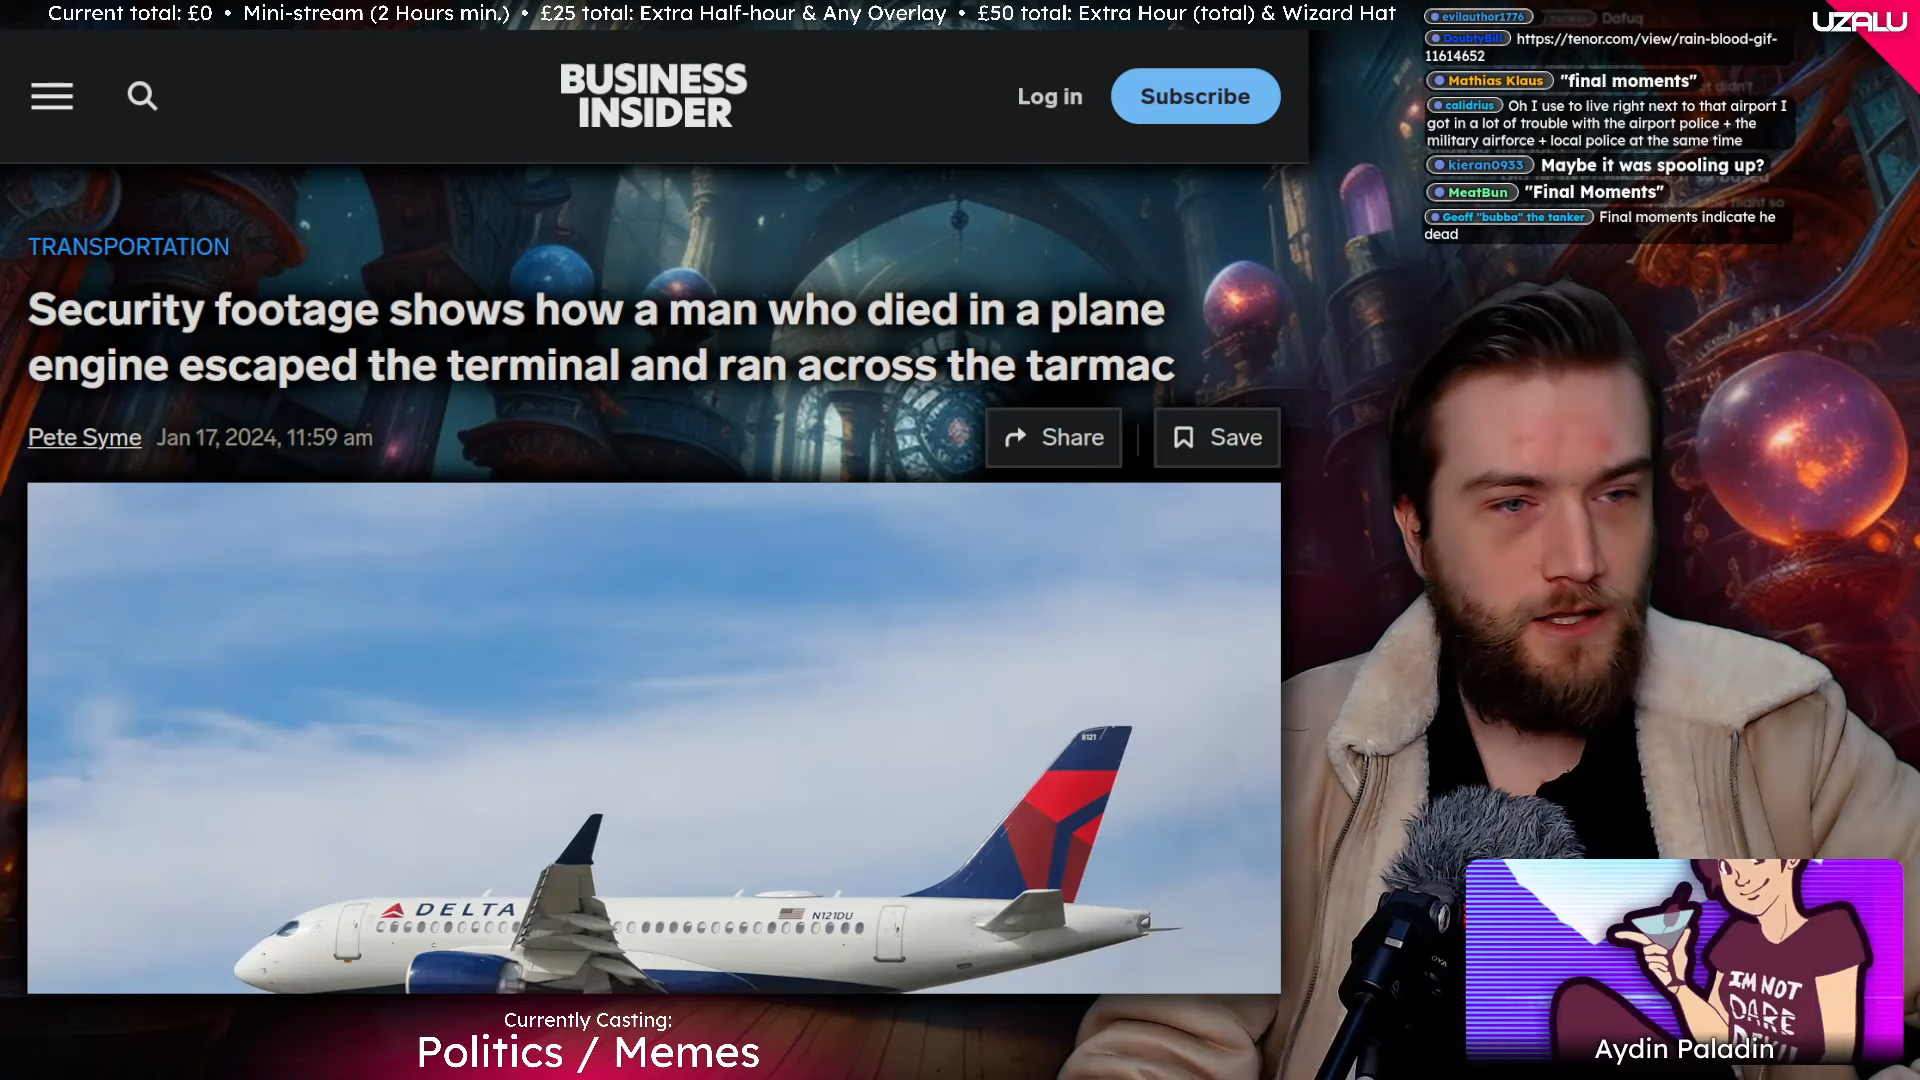 Current total: £0 • Mini-stream (2 Hours min.) • £25 total: Extra Half-hour & Any Overlay • £50 total: Extra Hour (total) & Wizard Hat
UZALU
BUSINESS
INSIDER
Log in
Subscribe
evilauthor1776 Dafuq
DoubtyBill https://tenor.com/view/rain-blood-gif-
11614652
Mathias Klaus "final moments"
calidrius Oh I use to live right next to that airport I
got in a lot of trouble with the airport police + the
military airforce + local police at the same time
kieran0933 Maybe it was spooling up?
MeatBun "Final Moments"
Geoff "bubba" the tanker Final moments indicate he
dead
TRANSPORTATION
Security footage shows how a man who died in a plane
engine escaped the terminal and ran across the tarmac
Pete Syme Jan 17, 2024, 11:59 am
Share
Save
8121
DELTA
N121DU
IM NOT
DARE
Aydin Paladin
Currently Casting:
Politics / Memes